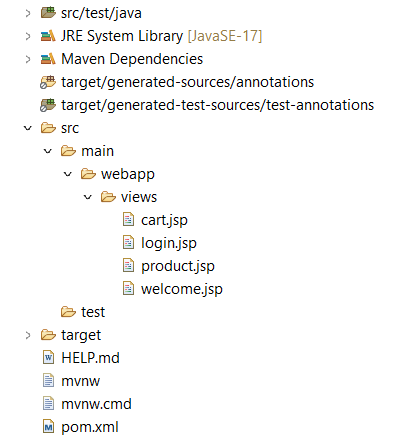 src/test/java
JRE System Library [JavaSE-17]
Maven Dependencies
target/generated-sources/annotations
target/generated-test-sources/test-annotations
src
main
webapp
views
cart.jsp
login.jsp
product.jsp
welcome.jsp
test
target
HELP.md
mvnw
mvnw.cmd
pom.xml